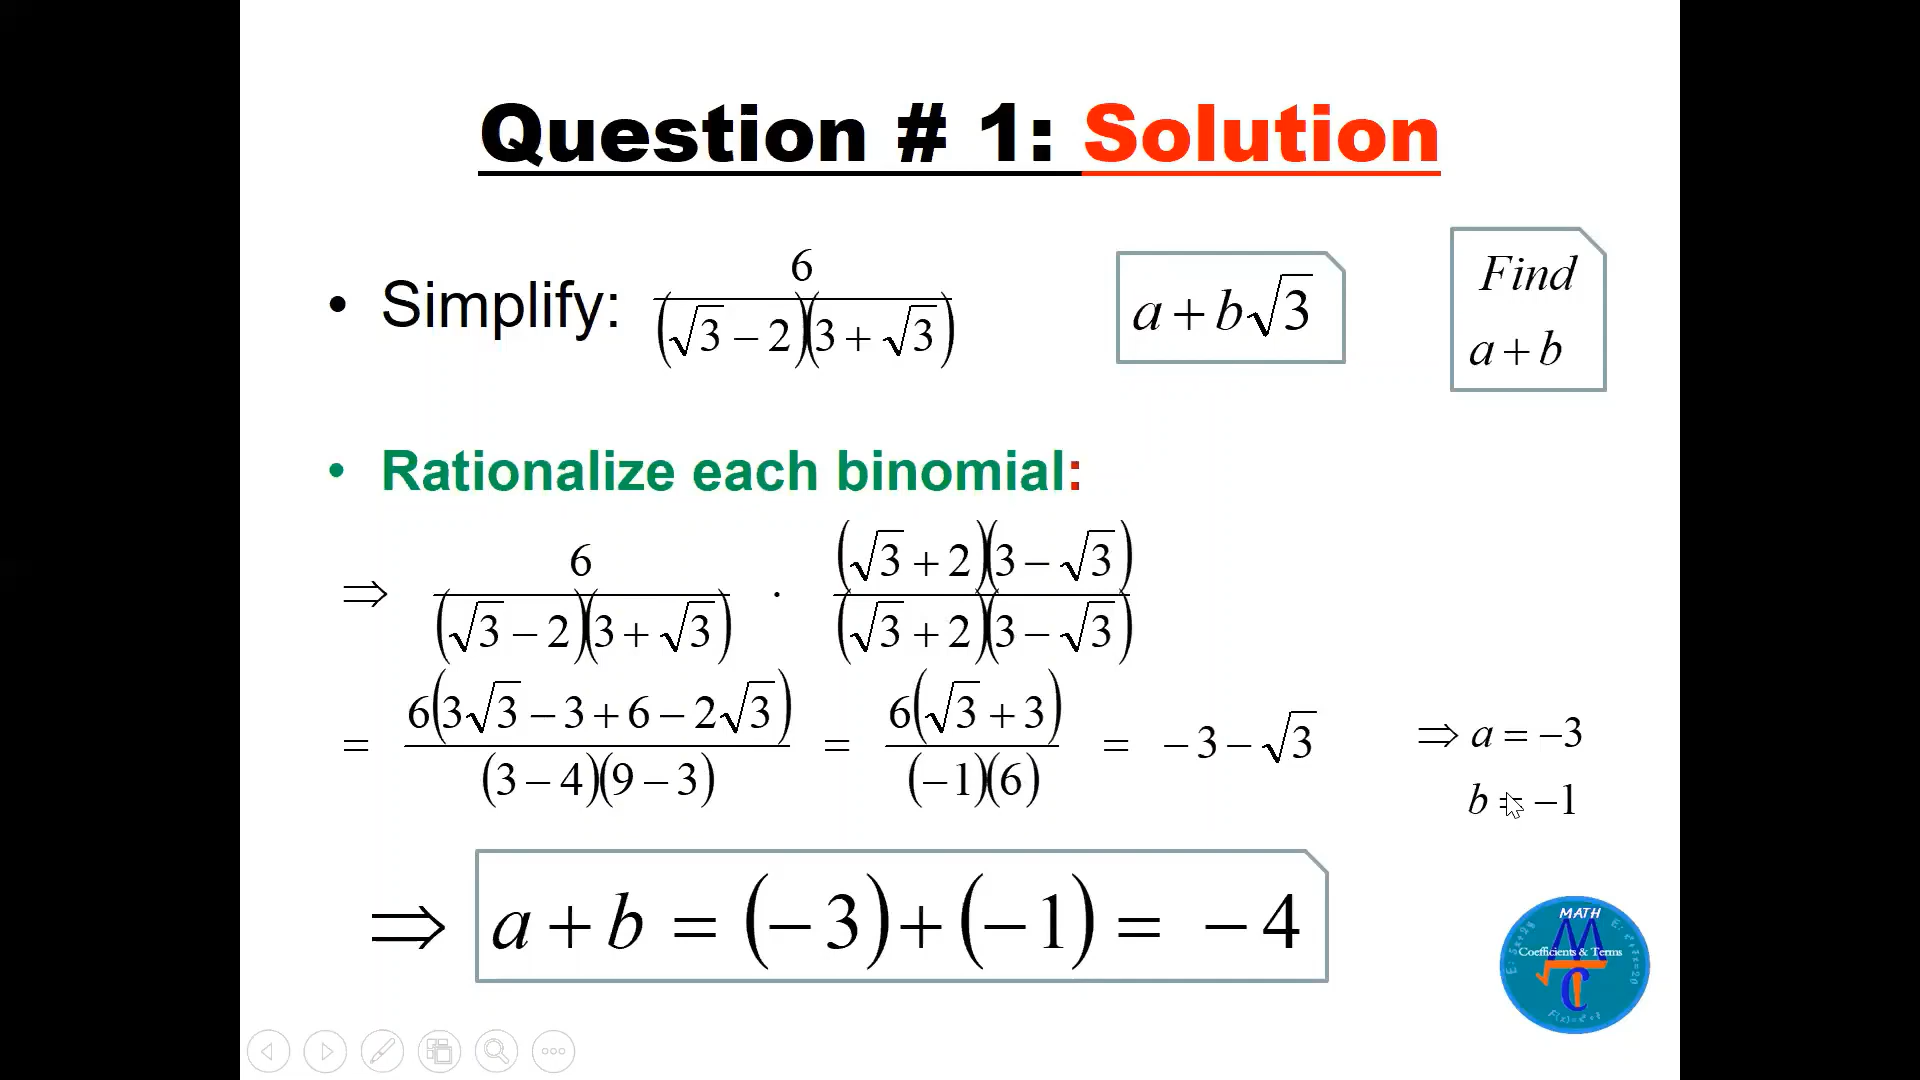 Question # 1: Solution
• Simplify: 6 / (√3 − 2)(3 + √3)
a + b√3
Find
a + b
• Rationalize each binomial:
⇒ 6 / (√3 − 2)(3 + √3) · (√3 + 2)(3 − √3) / (√3 + 2)(3 − √3)
= 6(3√3 − 3 + 6 − 2√3) / (3 − 4)(9 − 3) = 6(√3 + 3) / (−1)(6) = −3 − √3
⇒ a = −3
b = −1
⇒ a + b = (−3) + (−1) = −4
MATH
Coefficients & Terms